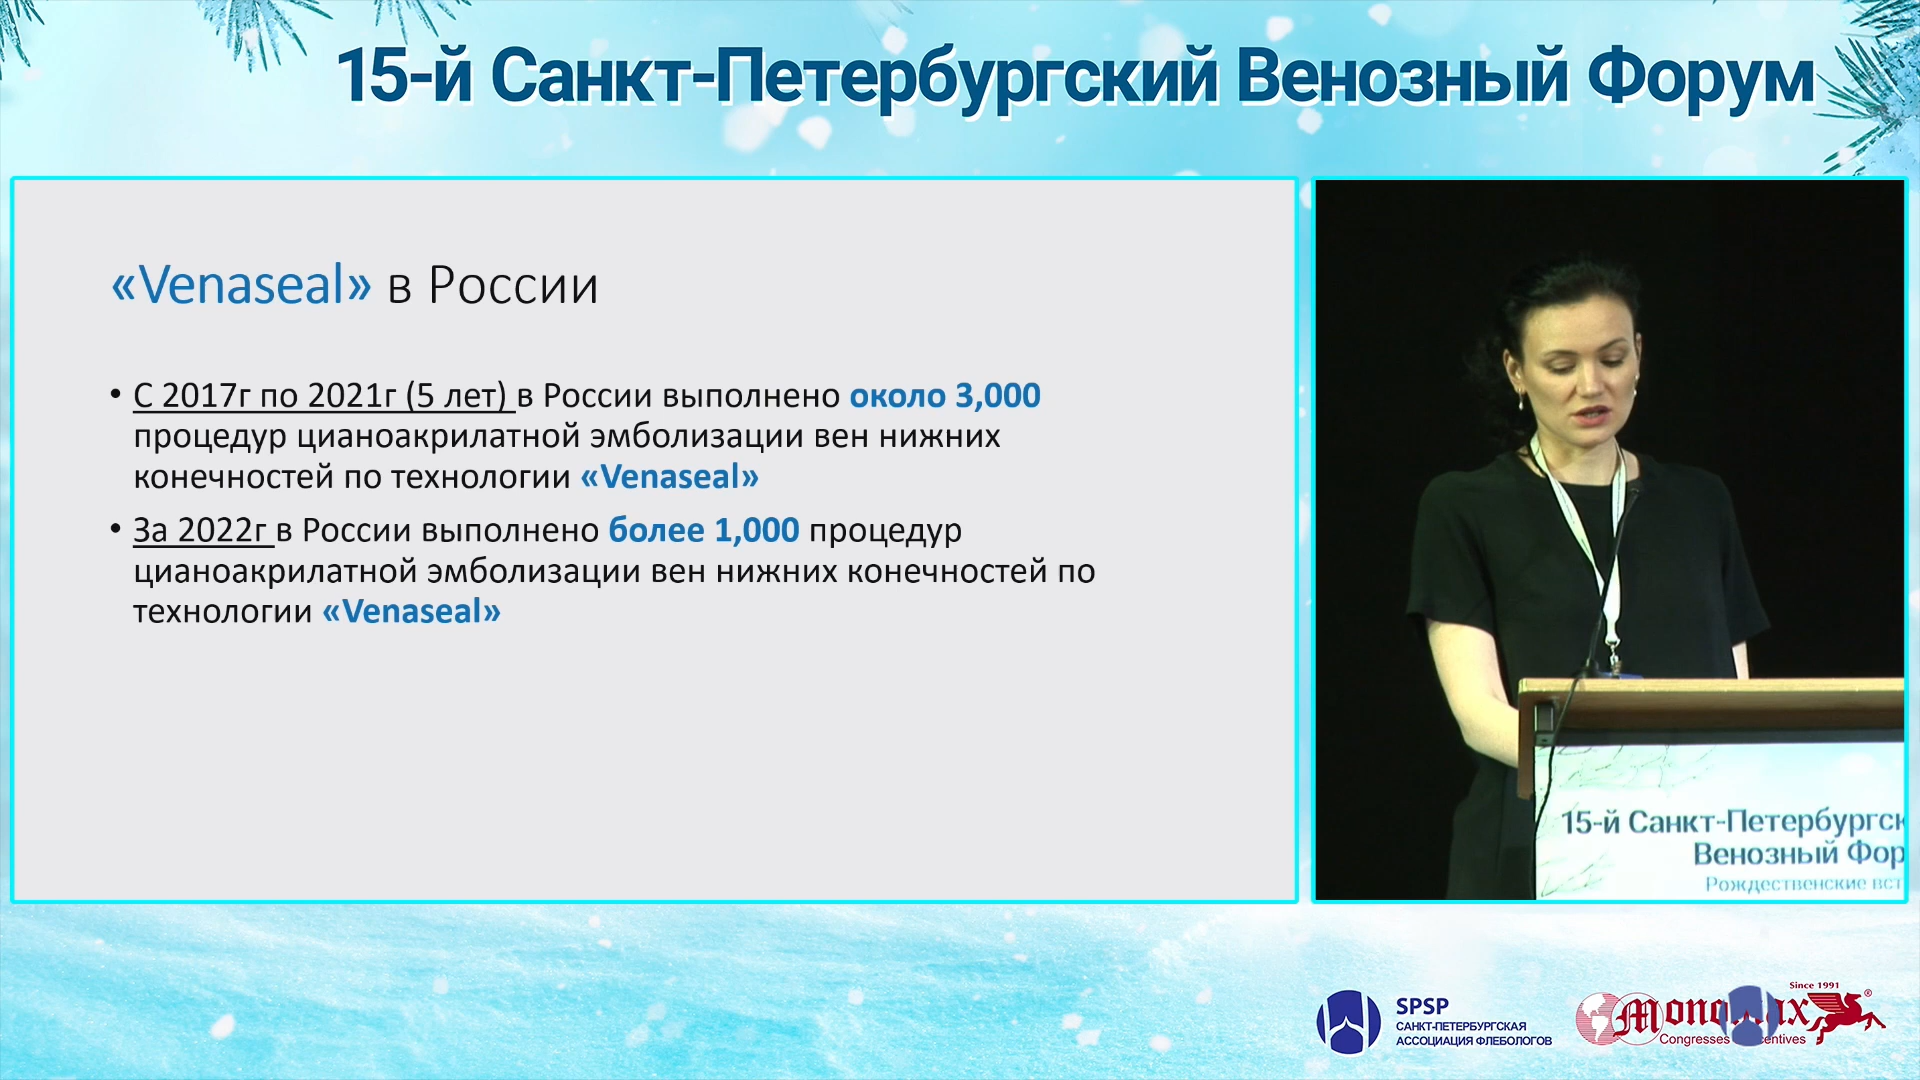 15-й Санкт-Петербургский Венозный Форум
«Venaseal» в России
• С 2017г по 2021г (5 лет) в России выполнено около 3,000
процедур цианоакрилатной эмболизации вен нижних
конечностей по технологии «Venaseal»
• За 2022г в России выполнено более 1,000 процедур
цианоакрилатной эмболизации вен нижних конечностей по
технологии «Venaseal»
15-й Санкт-Петербургск
Венозный Фор
Рождественские вст
SPSP
САНКТ-ПЕТЕРБУРГСКАЯ
АССОЦИАЦИЯ ФЛЕБОЛОГОВ
Since 1991
Congresses